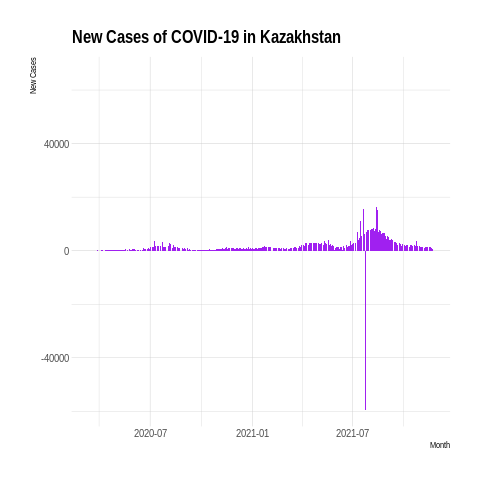 New Cases of COVID-19 in Kazakhstan
New Cases
40000
0
-40000
2020-07
2021-01
2021-07
Month